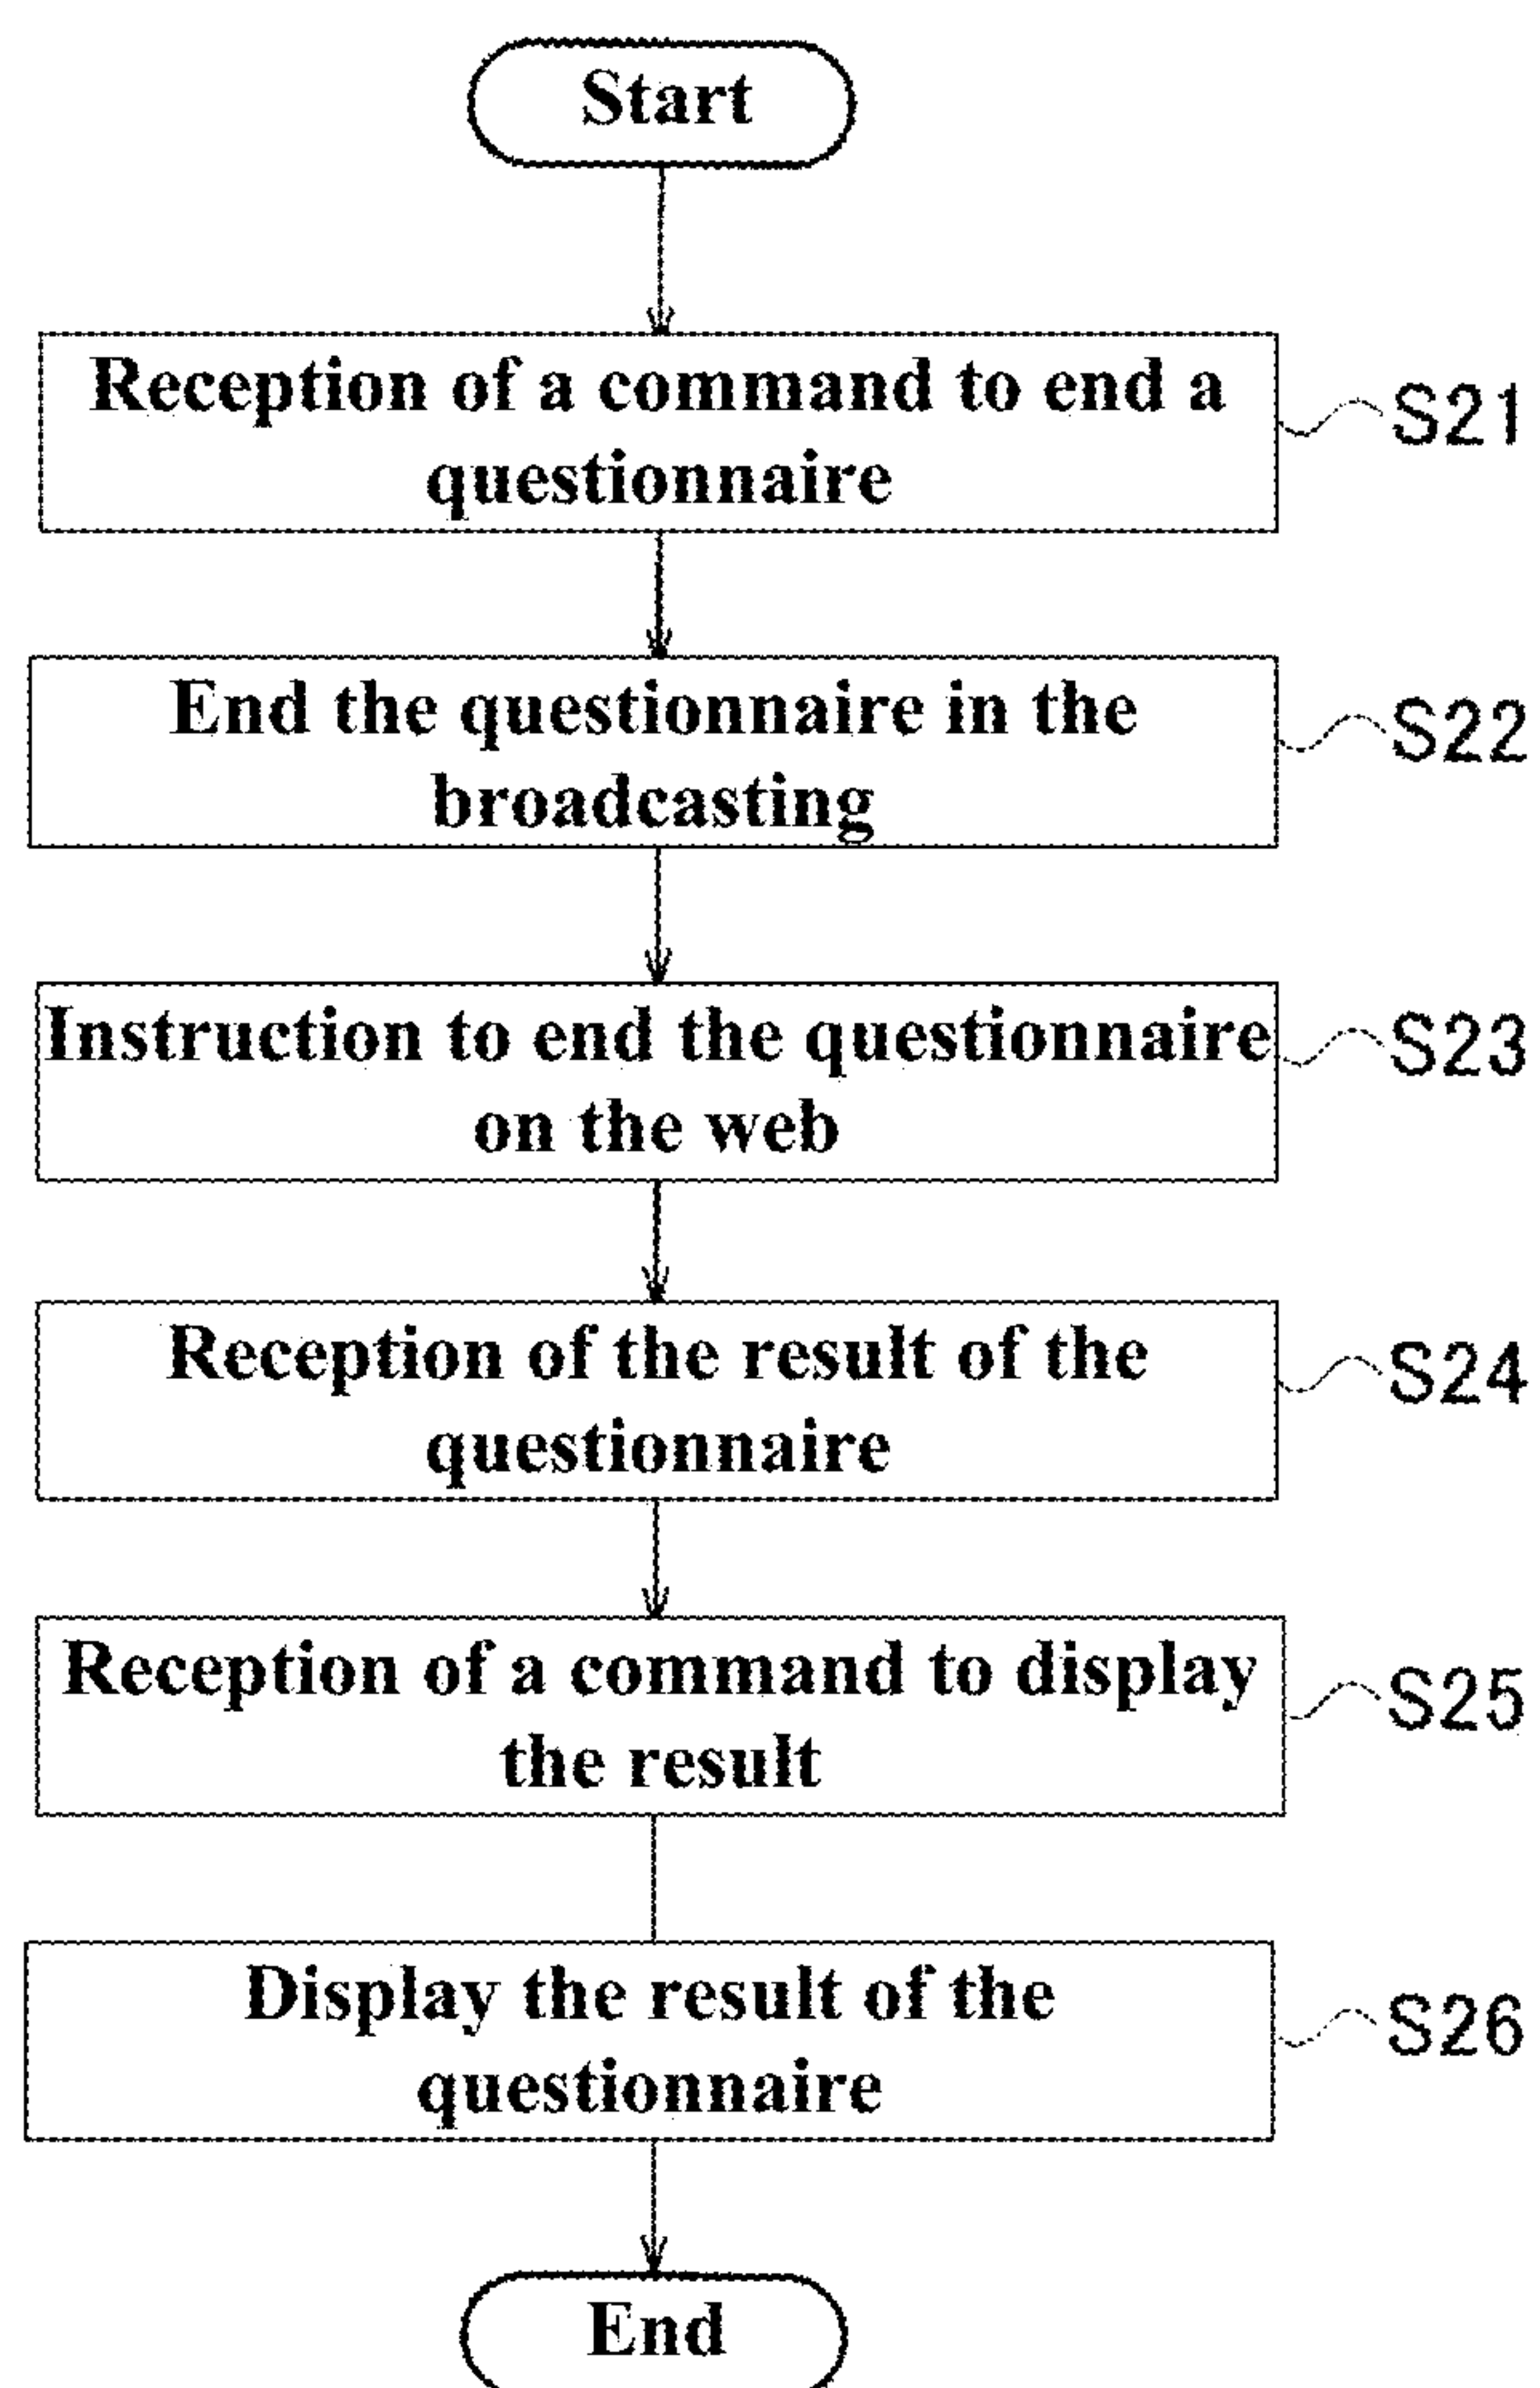 Start
Reception of a command to end a
questionnaire
S21
End the questionnaire in the
broadcasting
S22
Instruction to end the questionnaire
on the web
S23
Reception of the result of the
questionnaire
S24
Reception of a command to display
the result
S25
Display the result of the
questionnaire
S26
End